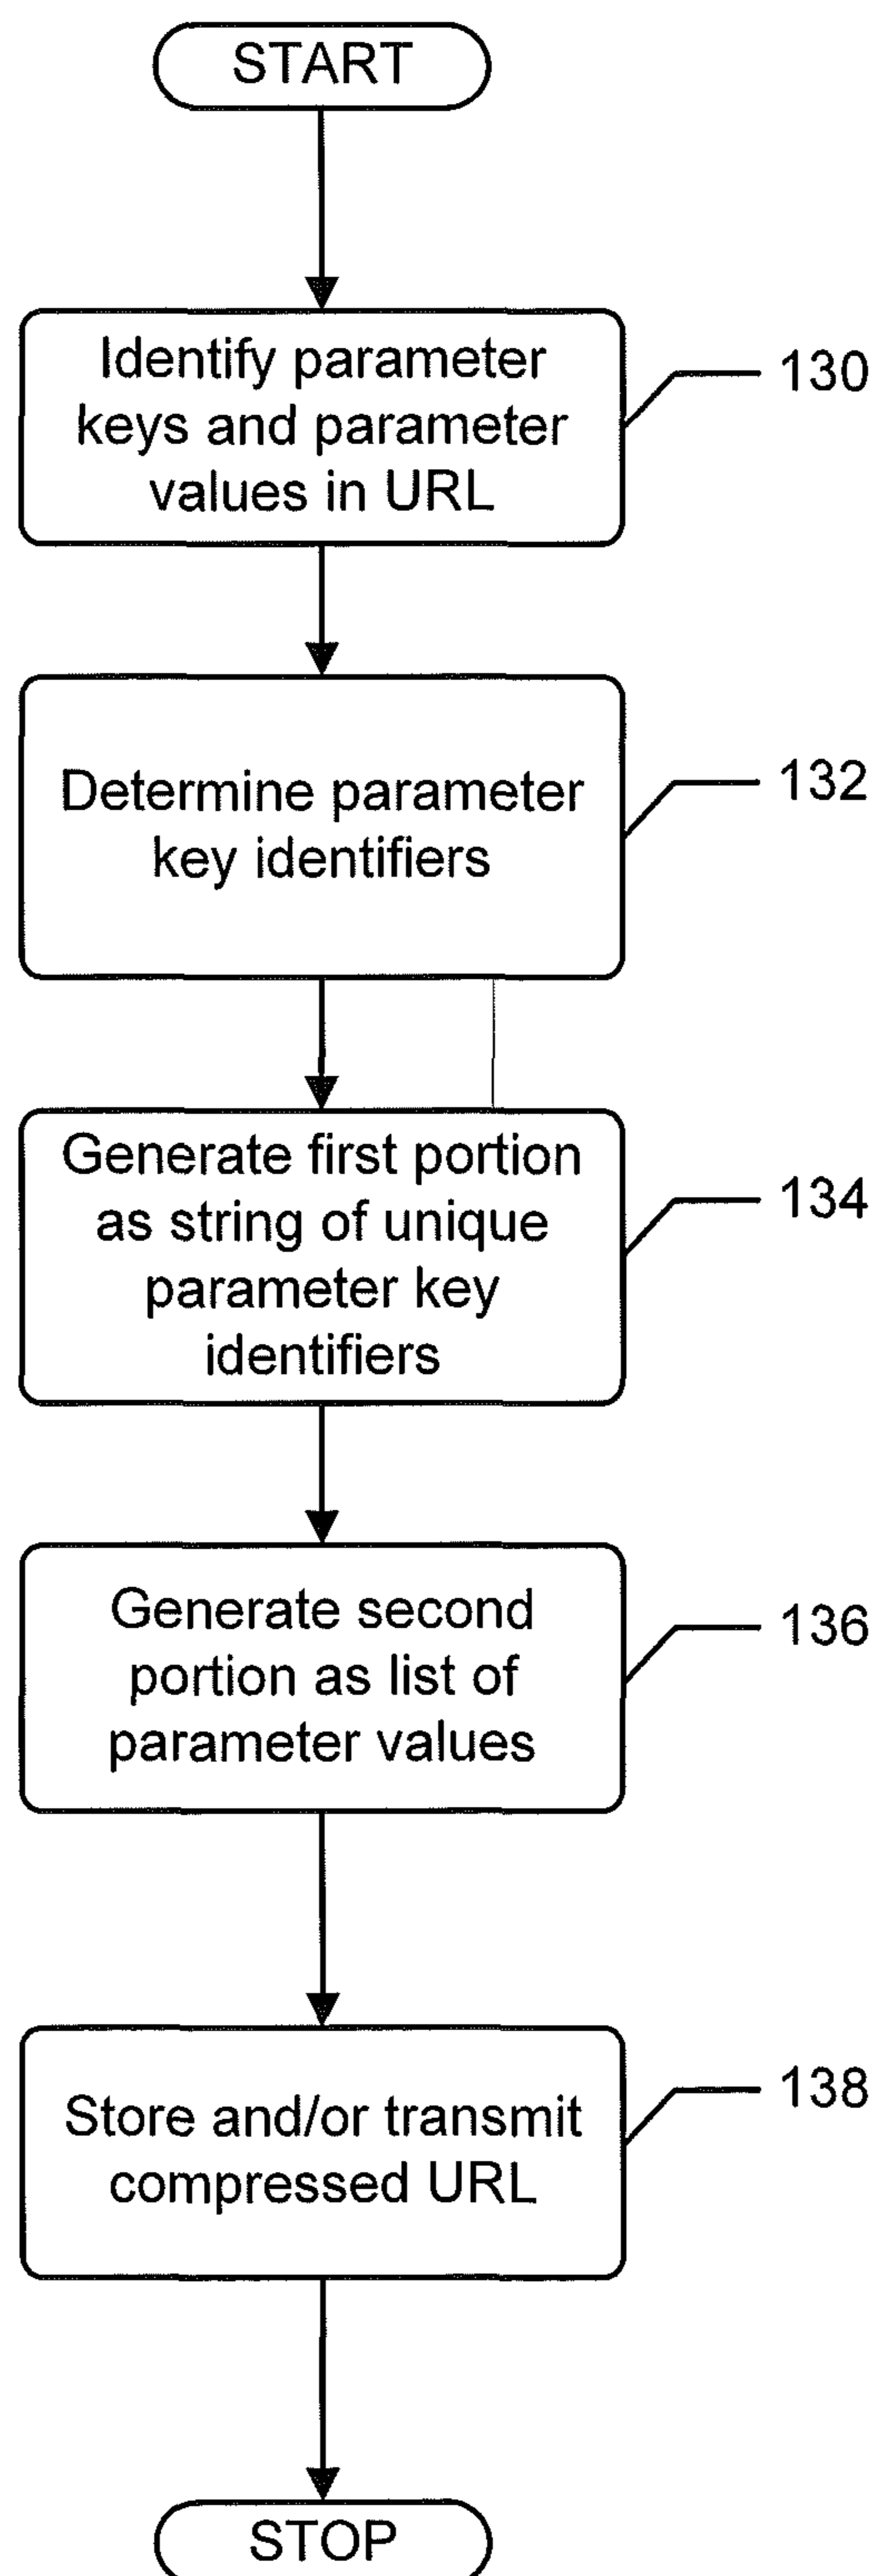 START
Identify parameter
keys and parameter
values in URL
130
Determine parameter
key identifiers
132
Generate first portion
as string of unique
parameter key
identifiers
134
Generate second
portion as list of
parameter values
136
Store and/or transmit
compressed URL
138
STOP